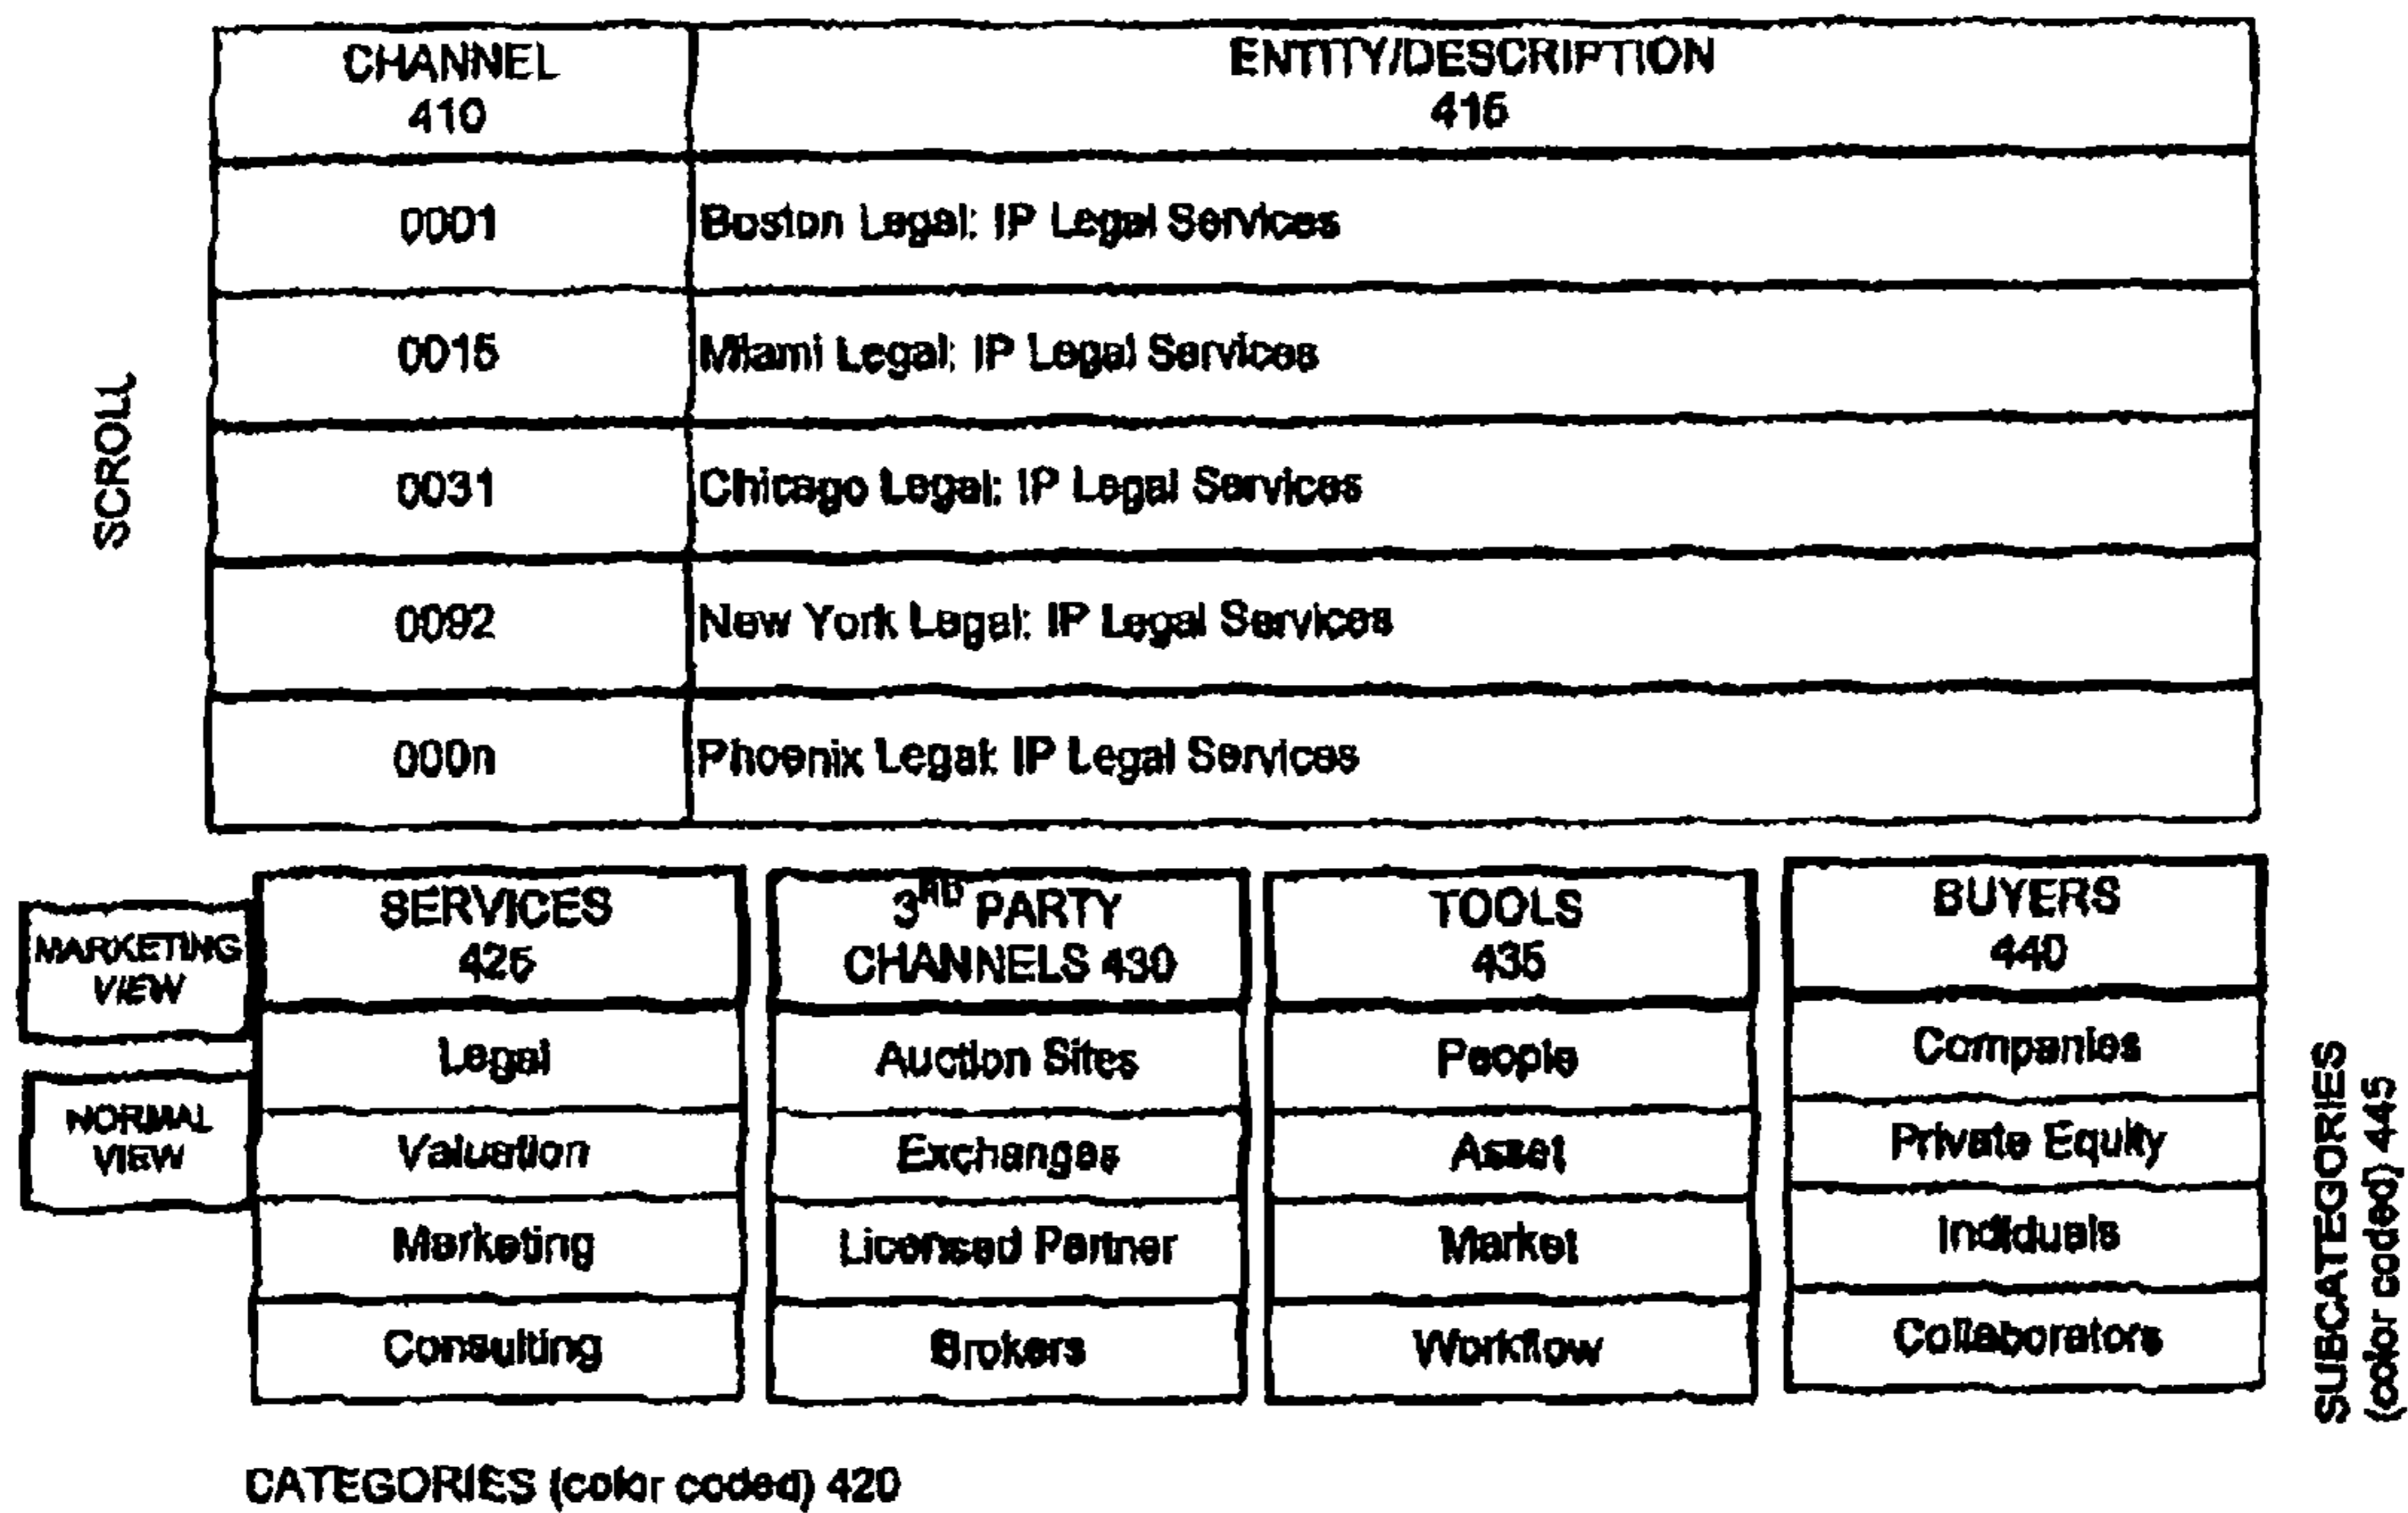 CHANNEL
410
ENTITY/DESCRIPTION
415
0001
Boston Legal: IP Legal Services
0015
Miami Legal: IP Legal Services
0031
Chicago Legal: IP Legal Services
0092
New York Legal: IP Legal Services
000n
Phoenix Legal: IP Legal Services
SCROLL
MARKETING
VIEW
NORMAL
VIEW
SERVICES
425
Legal
Valuation
Marketing
Consulting
3RD PARTY
CHANNELS 430
Auction Sites
Exchanges
Licensed Partner
Brokers
TOOLS
435
People
Asset
Market
Workflow
BUYERS
440
Companies
Private Equity
Indiduals
Collaborators
SUBCATEGORIES
(color coded) 445
CATEGORIES (color coded) 420